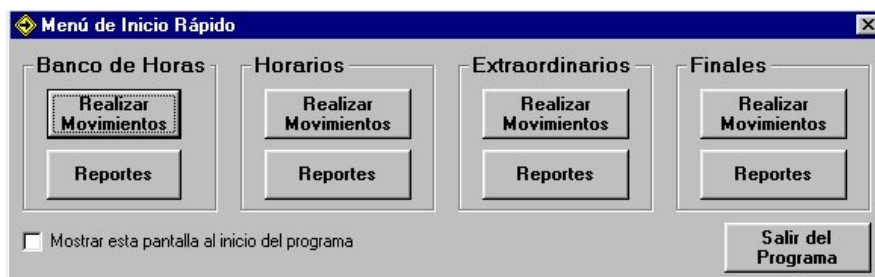 Menú de Inicio Rápido
Banco de Horas
Horarios
Extraordinarios
Finales
Realizar
Movimientos
Realizar
Movimientos
Realizar
Movimientos
Realizar
Movimientos
Reportes
Reportes
Reportes
Reportes
Mostrar esta pantalla al inicio del programa
Salir del
Programa